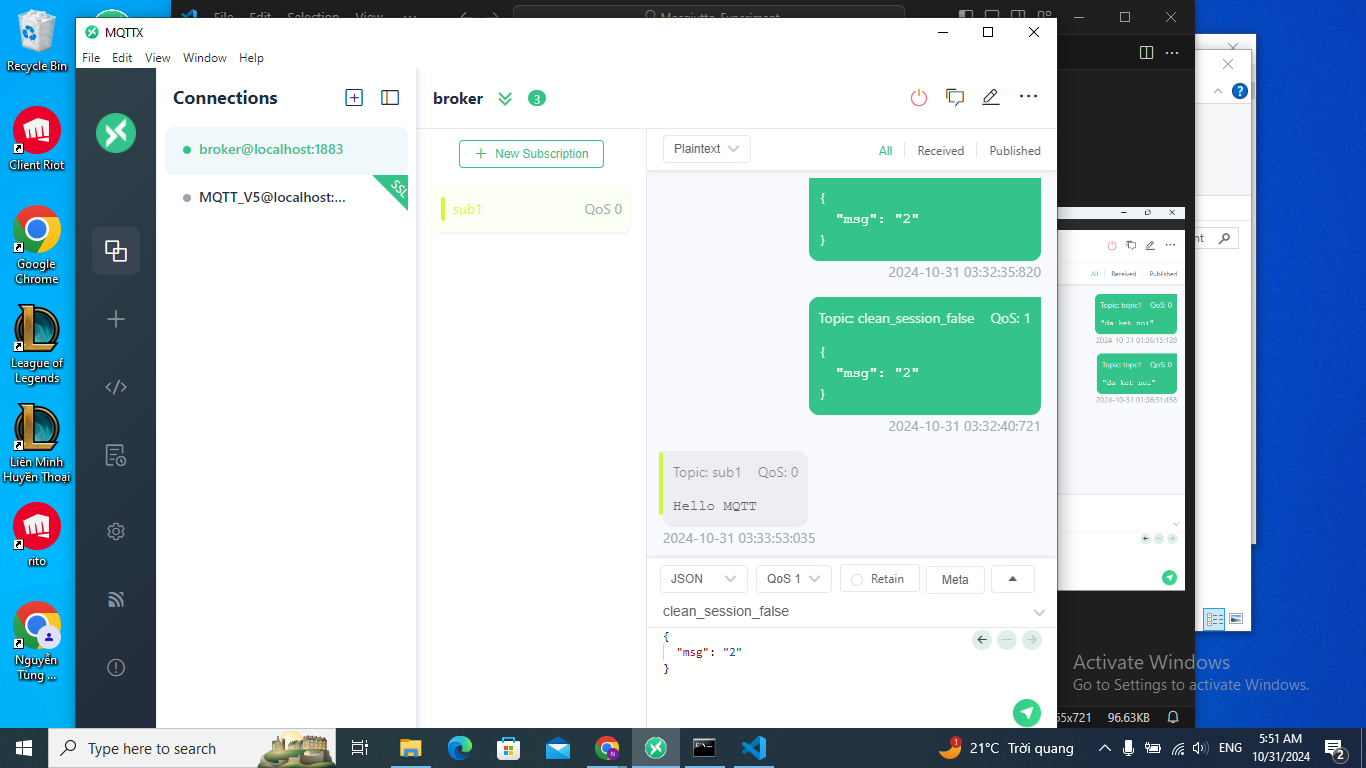 Recycle Bin
Client Riot
Google
Chrome
League of
Legends
Liên Minh
Huyền Thoại
rito
Nguyễn
Tùng ...
File Edit Selection View ...
Mosquitto-Experiment
MQTTX
File Edit View Window Help
Connections
broker@localhost:1883
MQTT_V5@localhost:...
SSL
broker 3
New Subscription
sub1 QoS 0
Plaintext
All Received Published
{
"msg": "2"
}
2024-10-31 03:32:35:820
Topic: clean_session_false QoS: 1
{
"msg": "2"
}
2024-10-31 03:32:40:721
Topic: sub1 QoS: 0
Hello MQTT
2024-10-31 03:33:53:035
JSON QoS 1 Retain Meta
clean_session_false
{
"msg": "2"
}
All Received Published
Topic: topic1 QoS: 0
"da ket noi"
2024-10-31 01:36:15:128
Topic: topic1 QoS: 0
"da ket noi"
2024-10-31 01:36:31:458
nt
Activate Windows
Go to Settings to activate Windows.
x721 96.63KB
Type here to search
21°C Trời quang
ENG
5:51 AM
10/31/2024
2
1